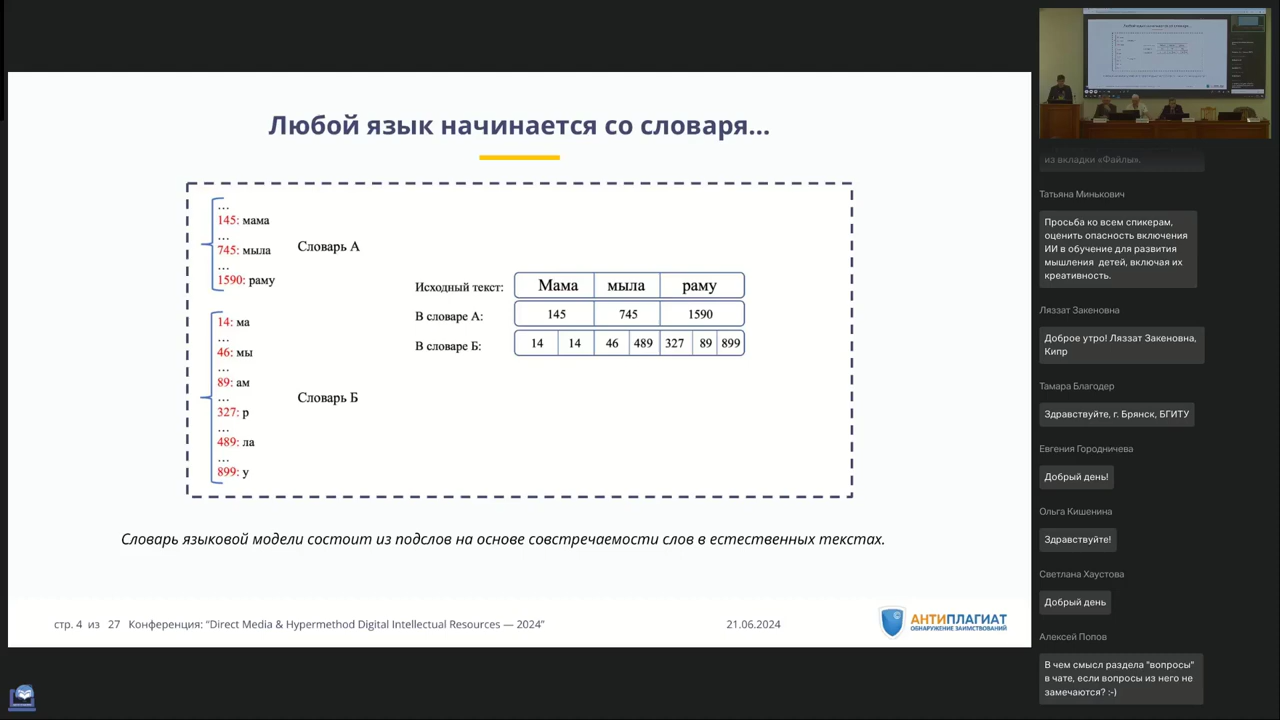 Любой язык начинается со словаря...
...
145: мама
...
745: мыла
...
1590: раму
Словарь А
14: ма
...
46: мы
...
89: ам
...
327: р
...
489: ла
...
899: у
Словарь Б
Исходный текст: Мама мыла раму
В словаре А: 145 745 1590
В словаре Б: 14 14 46 489 327 89 899
Словарь языковой модели состоит из подслов на основе совстречаемости слов в естественных текстах.
стр. 4 из 27 Конференция: "Direct Media & Hypermethod Digital Intellectual Resources — 2024"
21.06.2024
АНТИПЛАГИАТ
ОБНАРУЖЕНИЕ ЗАИМСТВОВАНИЙ
из вкладки «Файлы».
Татьяна Минькович
Просьба ко всем спикерам,
оценить опасность включения
ИИ в обучение для развития
мышления детей, включая их
креативность.
Ляззат Закеновна
Доброе утро! Ляззат Закеновна,
Кипр
Тамара Благодер
Здравствуйте, г. Брянск, БГИТУ
Евгения Городничева
Добрый день!
Ольга Кишенина
Здравствуйте!
Светлана Хаустова
Добрый день
Алексей Попов
В чем смысл раздела "вопросы"
в чате, если вопросы из него не
замечаются? :-)